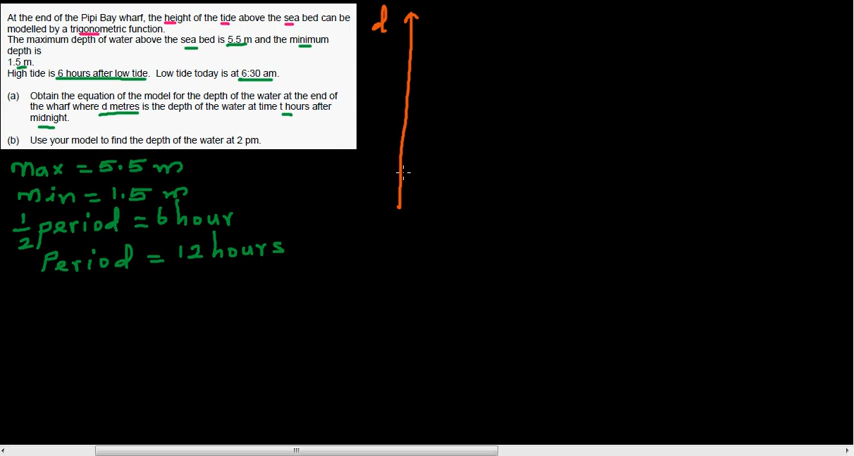 At the end of the Pipi Bay wharf, the height of the tide above the sea bed can be
modelled by a trigonometric function.
The maximum depth of water above the sea bed is 5.5 m and the minimum
depth is
1.5 m.
High tide is 6 hours after low tide. Low tide today is at 6:30 am.
(a) Obtain the equation of the model for the depth of the water at the end of
the wharf where d metres is the depth of the water at time t hours after
midnight.
(b) Use your model to find the depth of the water at 2 pm.
max = 5.5 m
min = 1.5 m
1/2 period = 6 hour
Period = 12 hours
d